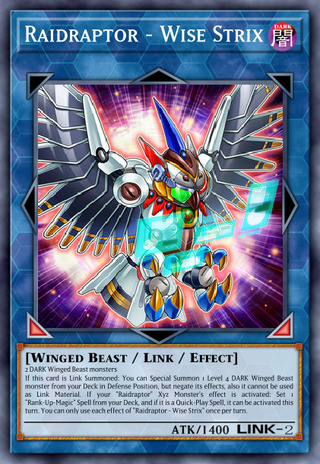 Raidraptor - Wise Strix
DARK
闇
[Winged Beast / Link / Effect]
2 DARK Winged Beast monsters
If this card is Link Summoned: You can Special Summon 1 Level 4 DARK Winged Beast
monster from your Deck in Defense Position, but negate its effects, also it cannot be used
as Link Material. If your "Raidraptor" Xyz Monster's effect is activated: Set 1
"Rank-Up-Magic" Spell from your Deck, and if it is a Quick-Play Spell, it can be activated this
turn. You can only use each effect of "Raidraptor - Wise Strix" once per turn.
ATK/1400 LINK-2